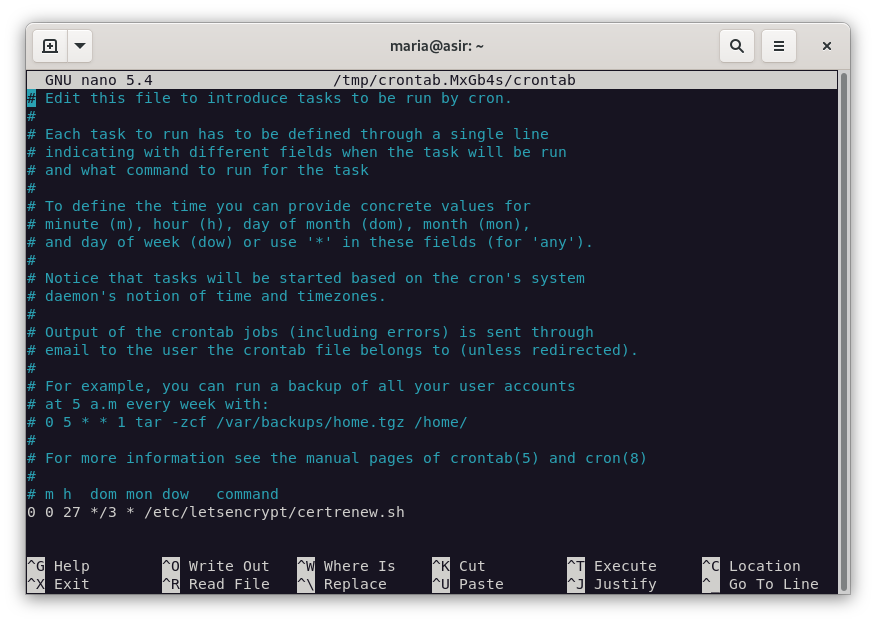 maria@asir: ~
GNU nano 5.4 /tmp/crontab.MxGb4s/crontab
# Edit this file to introduce tasks to be run by cron.
#
# Each task to run has to be defined through a single line
# indicating with different fields when the task will be run
# and what command to run for the task
#
# To define the time you can provide concrete values for
# minute (m), hour (h), day of month (dom), month (mon),
# and day of week (dow) or use '*' in these fields (for 'any').
#
# Notice that tasks will be started based on the cron's system
# daemon's notion of time and timezones.
#
# Output of the crontab jobs (including errors) is sent through
# email to the user the crontab file belongs to (unless redirected).
#
# For example, you can run a backup of all your user accounts
# at 5 a.m every week with:
# 0 5 * * 1 tar -zcf /var/backups/home.tgz /home/
#
# For more information see the manual pages of crontab(5) and cron(8)
#
# m h  dom mon dow   command
0 0 27 */3 * /etc/letsencrypt/certrenew.sh
^G Help ^O Write Out ^W Where Is ^K Cut ^T Execute ^C Location
^X Exit ^R Read File ^\ Replace ^U Paste ^J Justify ^_ Go To Line